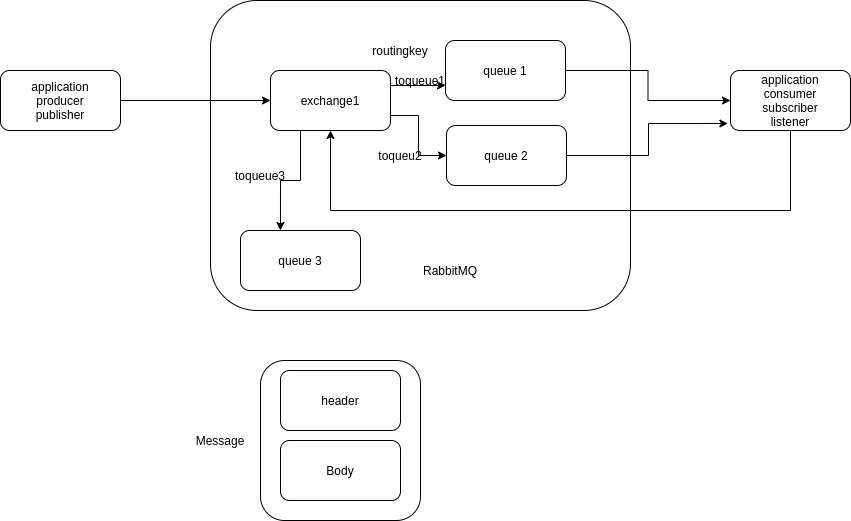 routingkey
queue 1
toqueue1
application
producer
publisher
exchange1
application
consumer
subscriber
listener
toqueu2
queue 2
toqueue3
queue 3
RabbitMQ
header
Message
Body